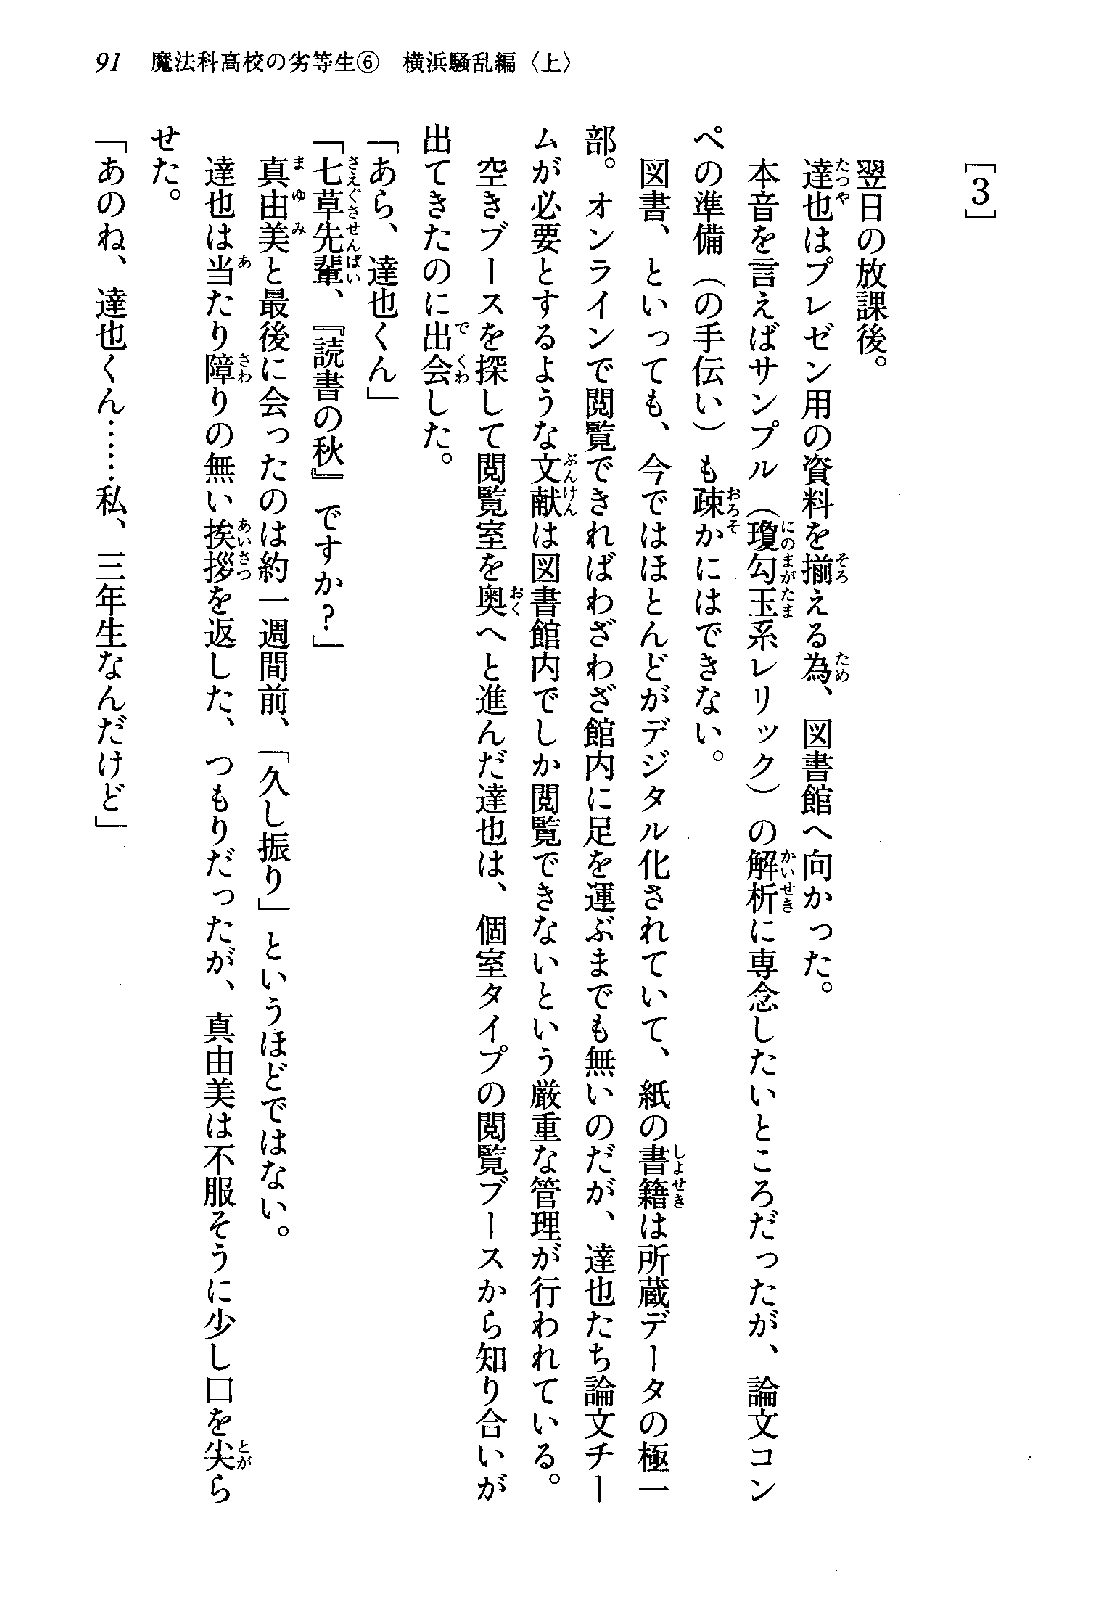 91 魔法科高校の劣等生⑥ 横浜騒乱編〈上〉
［3］
翌日の放課後。
達也はプレゼン用の資料を揃える為、図書館へ向かった。
本音を言えばサンプル（瓊勾玉系レリック）の解析に専念したいところだったが、論文コン
ペの準備（の手伝い）も疎かにはできない。
図書、といっても、今ではほとんどがデジタル化されていて、紙の書籍は所蔵データの極一
部。オンラインで閲覧できればわざわざ館内に足を運ぶまでも無いのだが、達也たち論文チー
ムが必要とするような文献は図書館内でしか閲覧できないという厳重な管理が行われている。
空きブースを探して閲覧室を奥へと進んだ達也は、個室タイプの閲覧ブースから知り合いが
出てきたのに出会した。
「あら、達也くん」
「七草先輩、『読書の秋』ですか？」
真由美と最後に会ったのは約一週間前、「久し振り」というほどではない。
達也は当たり障りの無い挨拶を返した、つもりだったが、真由美は不服そうに少し口を尖ら
せた。
「あのね、達也くん……私、三年生なんだけど」